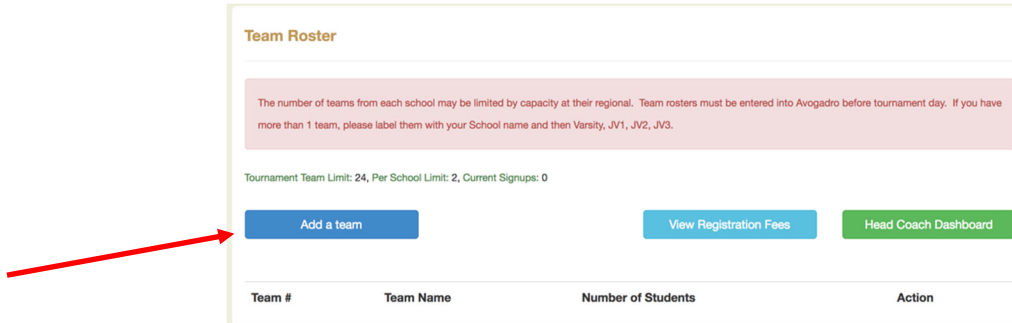 Team Roster
The number of teams from each school may be limited by capacity at their regional. Team rosters must be entered into Avogadro before tournament day. If you have
more than 1 team, please label them with your School name and then Varsity, JV1, JV2, JV3.
Tournament Team Limit: 24, Per School Limit: 2, Current Signups: 0
Add a team View Registration Fees Head Coach Dashboard
Team # Team Name Number of Students Action